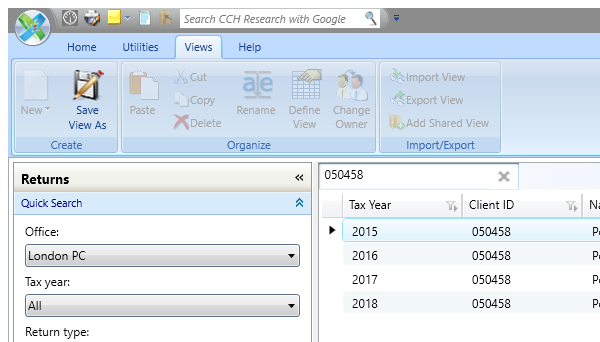 Search CCH Research with Google
Home Utilities Views Help
New Save View As Paste Cut Copy Delete Rename Define View Change Owner Import View Export View Add Shared View
Create Organize Import/Export
Returns «
Quick Search
Office:
London PC
Tax year:
All
Return type:
050458
Tax Year Client ID
2015 050458
2016 050458
2017 050458
2018 050458